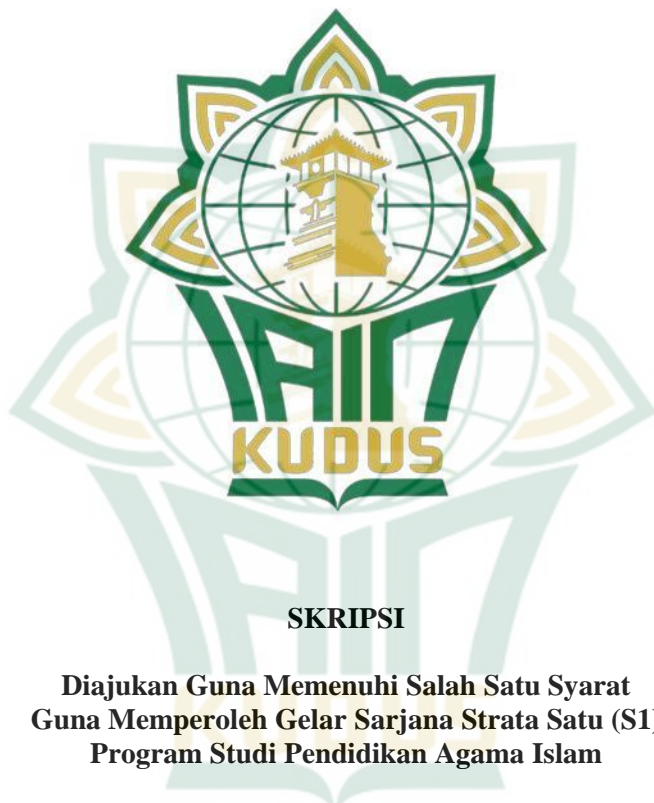 IAIN
KUDUS
SKRIPSI
Diajukan Guna Memenuhi Salah Satu Syarat
Guna Memperoleh Gelar Sarjana Strata Satu (S1)
Program Studi Pendidikan Agama Islam